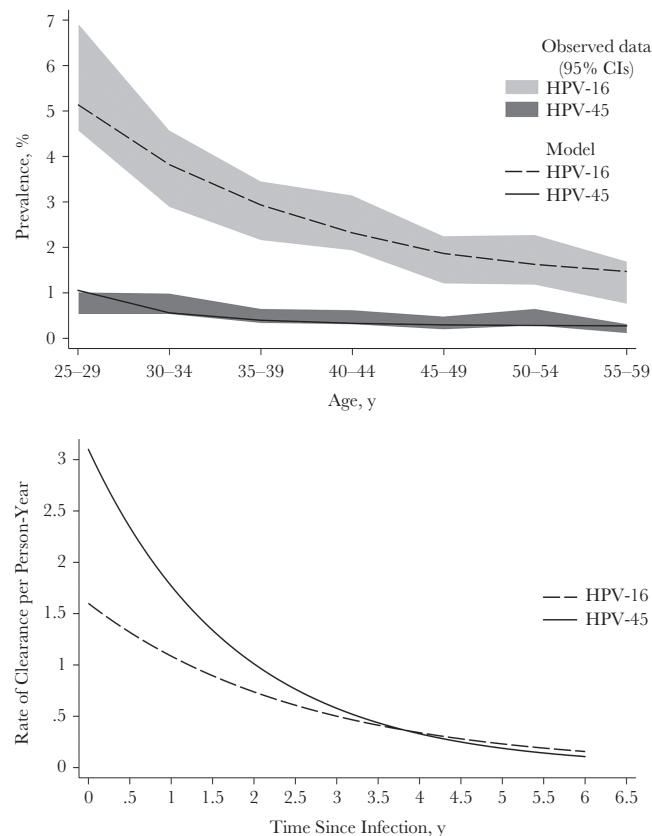 7%
6
5
4
3
2
1
0
Prevalence, %
25–29 30–34 35–39 40–44 45–49 50–54 55–59
Age, y
Observed data
(95% CIs)
HPV-16
HPV-45
Model
HPV-16
HPV-45
3
2.5
2
1.5
1
.5
0
Rate of Clearance per Person-Year
HPV-16
HPV-45
0 .5 1 1.5 2 2.5 3 3.5 4 4.5 5 5.5 6 6.5
Time Since Infection, y